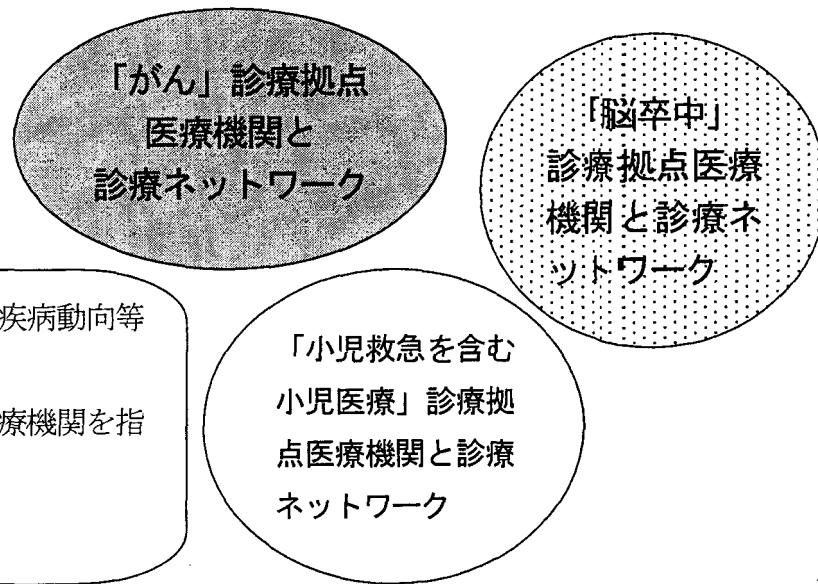 「がん」診療拠点
医療機関と
診療ネットワーク
「脳卒中」
診療拠点医療
機関と診療ネ
ットワーク
疾病動向等
療機関を指
「小児救急を含む
小児医療」診療拠
点医療機関と診療
ネットワーク